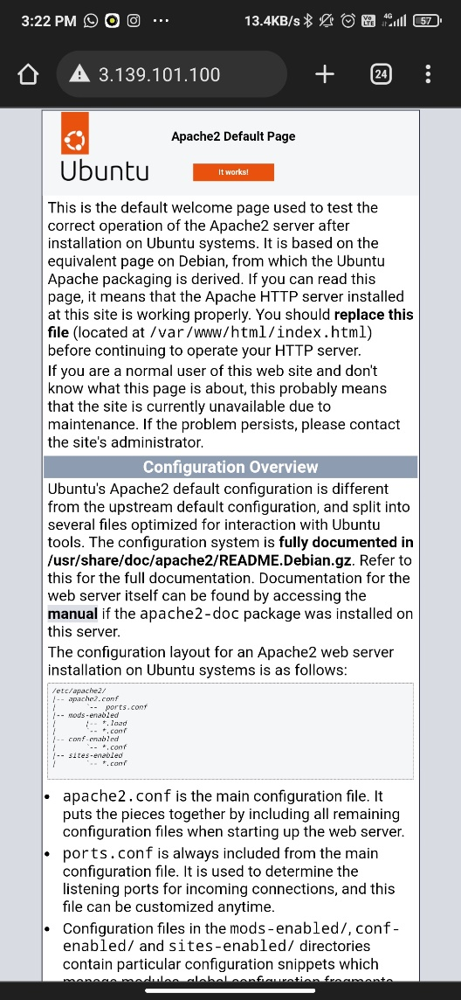 3:22 PM
13.4KB/s
Vo
LTE
4G
57
3.139.101.100
24
Apache2 Default Page
Ubuntu
It works!
This is the default welcome page used to test the
correct operation of the Apache2 server after
installation on Ubuntu systems. It is based on the
equivalent page on Debian, from which the Ubuntu
Apache packaging is derived. If you can read this
page, it means that the Apache HTTP server installed
at this site is working properly. You should replace this
file (located at /var/www/html/index.html)
before continuing to operate your HTTP server.
If you are a normal user of this web site and don't
know what this page is about, this probably means
that the site is currently unavailable due to
maintenance. If the problem persists, please contact
the site's administrator.
Configuration Overview
Ubuntu's Apache2 default configuration is different
from the upstream default configuration, and split into
several files optimized for interaction with Ubuntu
tools. The configuration system is fully documented in
/usr/share/doc/apache2/README.Debian.gz. Refer to
this for the full documentation. Documentation for the
web server itself can be found by accessing the
manual if the apache2-doc package was installed on
this server.
The configuration layout for an Apache2 web server
installation on Ubuntu systems is as follows:
/etc/apache2/
|-- apache2.conf
|       `--  ports.conf
|-- mods-enabled
|       |-- *.load
|       `-- *.conf
|-- conf-enabled
|       `-- *.conf
|-- sites-enabled
|       `-- *.conf
• apache2.conf is the main configuration file. It
puts the pieces together by including all remaining
configuration files when starting up the web server.
• ports.conf is always included from the main
configuration file. It is used to determine the
listening ports for incoming connections, and this
file can be customized anytime.
• Configuration files in the mods-enabled/, conf-
enabled/ and sites-enabled/ directories
contain particular configuration snippets which
manage modules, global configuration fragments,